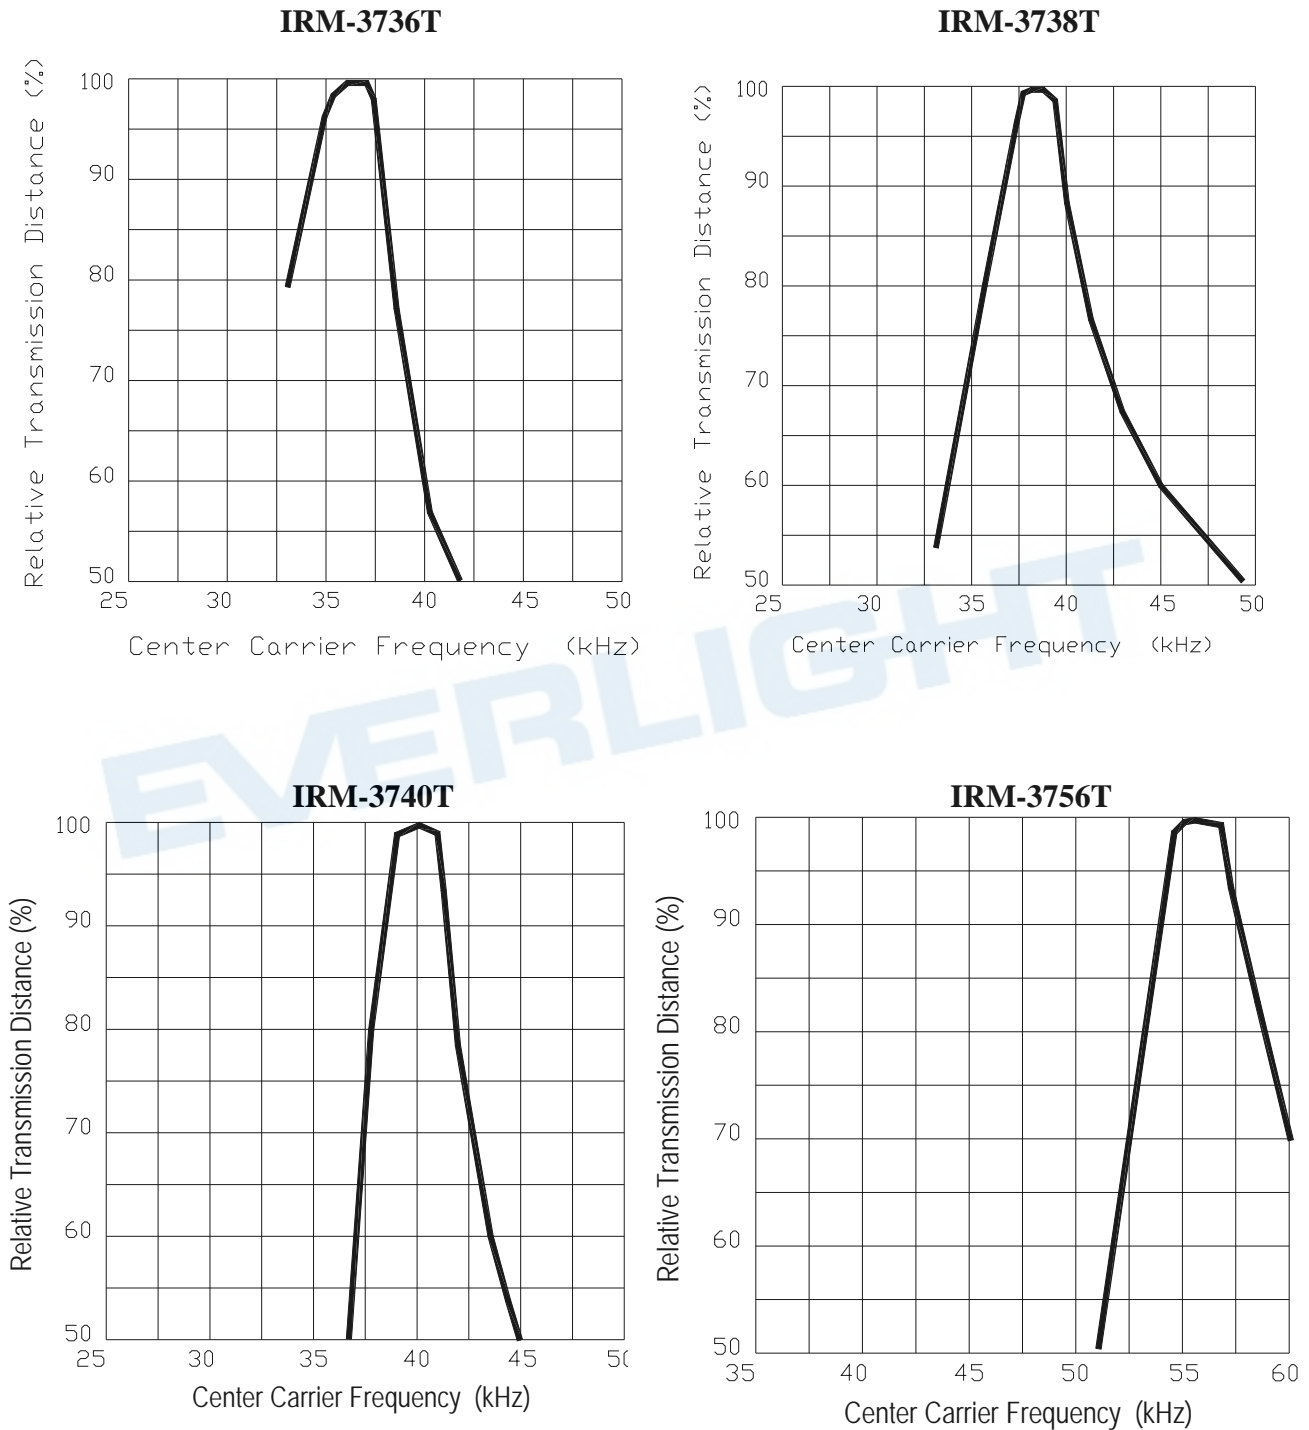 IRM-3736T
Relative Transmission Distance (%)
100
90
80
70
60
50
25 30 35 40 45 50
Center Carrier Frequency (kHz)
IRM-3738T
Relative Transmission Distance (%)
100
90
80
70
60
50
25 30 35 40 45 50
Center Carrier Frequency (kHz)
EVERLIGHT
IRM-3740T
Relative Transmission Distance (%)
100
90
80
70
60
50
25 30 35 40 45 50
Center Carrier Frequency (kHz)
IRM-3756T
Relative Transmission Distance (%)
100
90
80
70
60
50
35 40 45 50 55 60
Center Carrier Frequency (kHz)